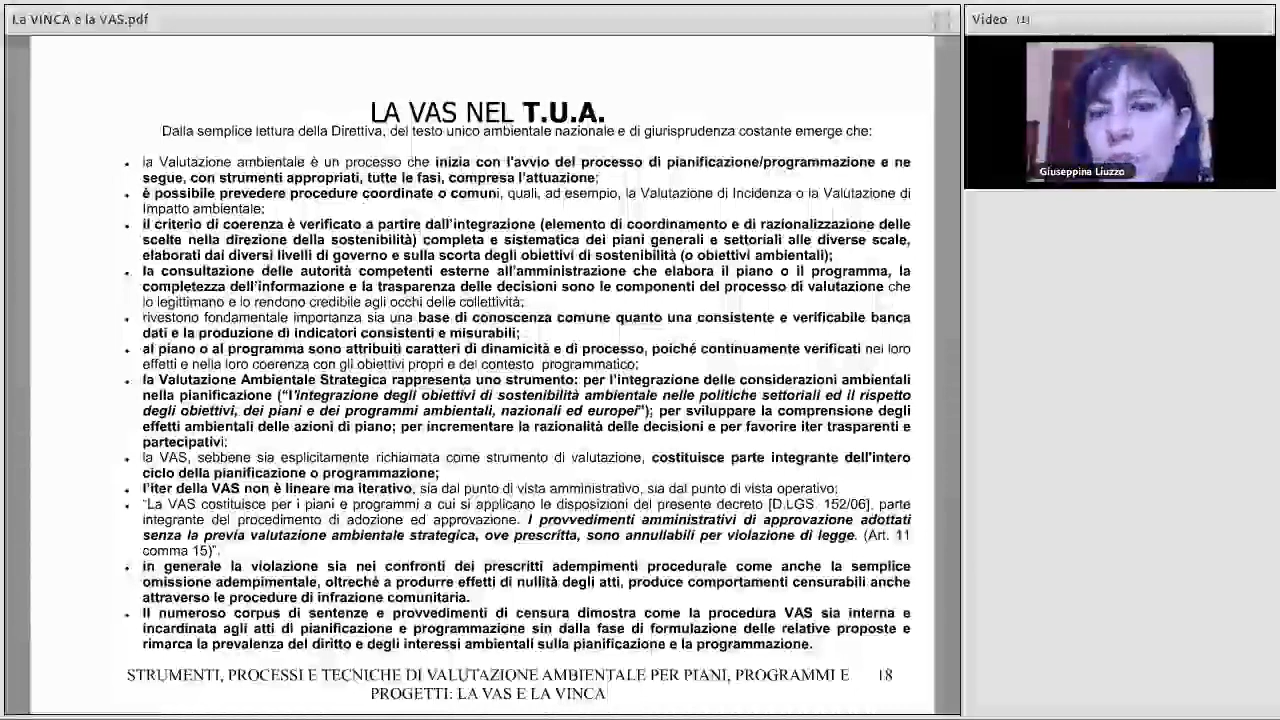 La VINCA e la VAS.pdf
Video (1)
Giuseppina Liuzzo
LA VAS NEL T.U.A.
Dalla semplice lettura della Direttiva, del testo unico ambientale nazionale e di giurisprudenza costante emerge che:
• la Valutazione ambientale è un processo che inizia con l'avvio del processo di pianificazione/programmazione e ne
segue, con strumenti appropriati, tutte le fasi, compresa l'attuazione;
• è possibile prevedere procedure coordinate o comuni, quali, ad esempio, la Valutazione di Incidenza o la Valutazione di
Impatto ambientale;
• il criterio di coerenza è verificato a partire dall'integrazione (elemento di coordinamento e di razionalizzazione delle
scelte nella direzione della sostenibilità) completa e sistematica dei piani generali e settoriali alle diverse scale,
elaborati dai diversi livelli di governo e sulla scorta degli obiettivi di sostenibilità (o obiettivi ambientali);
• la consultazione delle autorità competenti esterne all'amministrazione che elabora il piano o il programma, la
completezza dell'informazione e la trasparenza delle decisioni sono le componenti del processo di valutazione che
lo legittimano e lo rendono credibile agli occhi delle collettività;
• rivestono fondamentale importanza sia una base di conoscenza comune quanto una consistente e verificabile banca
dati e la produzione di indicatori consistenti e misurabili;
• al piano o al programma sono attribuiti caratteri di dinamicità e di processo, poiché continuamente verificati nei loro
effetti e nella loro coerenza con gli obiettivi propri e del contesto programmatico;
• la Valutazione Ambientale Strategica rappresenta uno strumento: per l'integrazione delle considerazioni ambientali
nella pianificazione ("l'integrazione degli obiettivi di sostenibilità ambientale nelle politiche settoriali ed il rispetto
degli obiettivi, dei piani e dei programmi ambientali, nazionali ed europei"); per sviluppare la comprensione degli
effetti ambientali delle azioni di piano; per incrementare la razionalità delle decisioni e per favorire iter trasparenti e
partecipativi;
• la VAS, sebbene sia esplicitamente richiamata come strumento di valutazione, costituisce parte integrante dell'intero
ciclo della pianificazione o programmazione;
• l'iter della VAS non è lineare ma iterativo, sia dal punto di vista amministrativo, sia dal punto di vista operativo;
• "La VAS costituisce per i piani e programmi a cui si applicano le disposizioni del presente decreto [D.LGS. 152/06], parte
integrante del procedimento di adozione ed approvazione. I provvedimenti amministrativi di approvazione adottati
senza la previa valutazione ambientale strategica, ove prescritta, sono annullabili per violazione di legge. (Art. 11
comma 15)".
• in generale la violazione sia nei confronti dei prescritti adempimenti procedurale come anche la semplice
omissione adempimentale, oltreché a produrre effetti di nullità degli atti, produce comportamenti censurabili anche
attraverso le procedure di infrazione comunitaria.
• Il numeroso corpus di sentenze e provvedimenti di censura dimostra come la procedura VAS sia interna e
incardinata agli atti di pianificazione e programmazione sin dalla fase di formulazione delle relative proposte e
rimarca la prevalenza del diritto e degli interessi ambientali sulla pianificazione e la programmazione.
STRUMENTI, PROCESSI E TECNICHE DI VALUTAZIONE AMBIENTALE PER PIANI, PROGRAMMI E
PROGETTI: LA VAS E LA VINCA
18